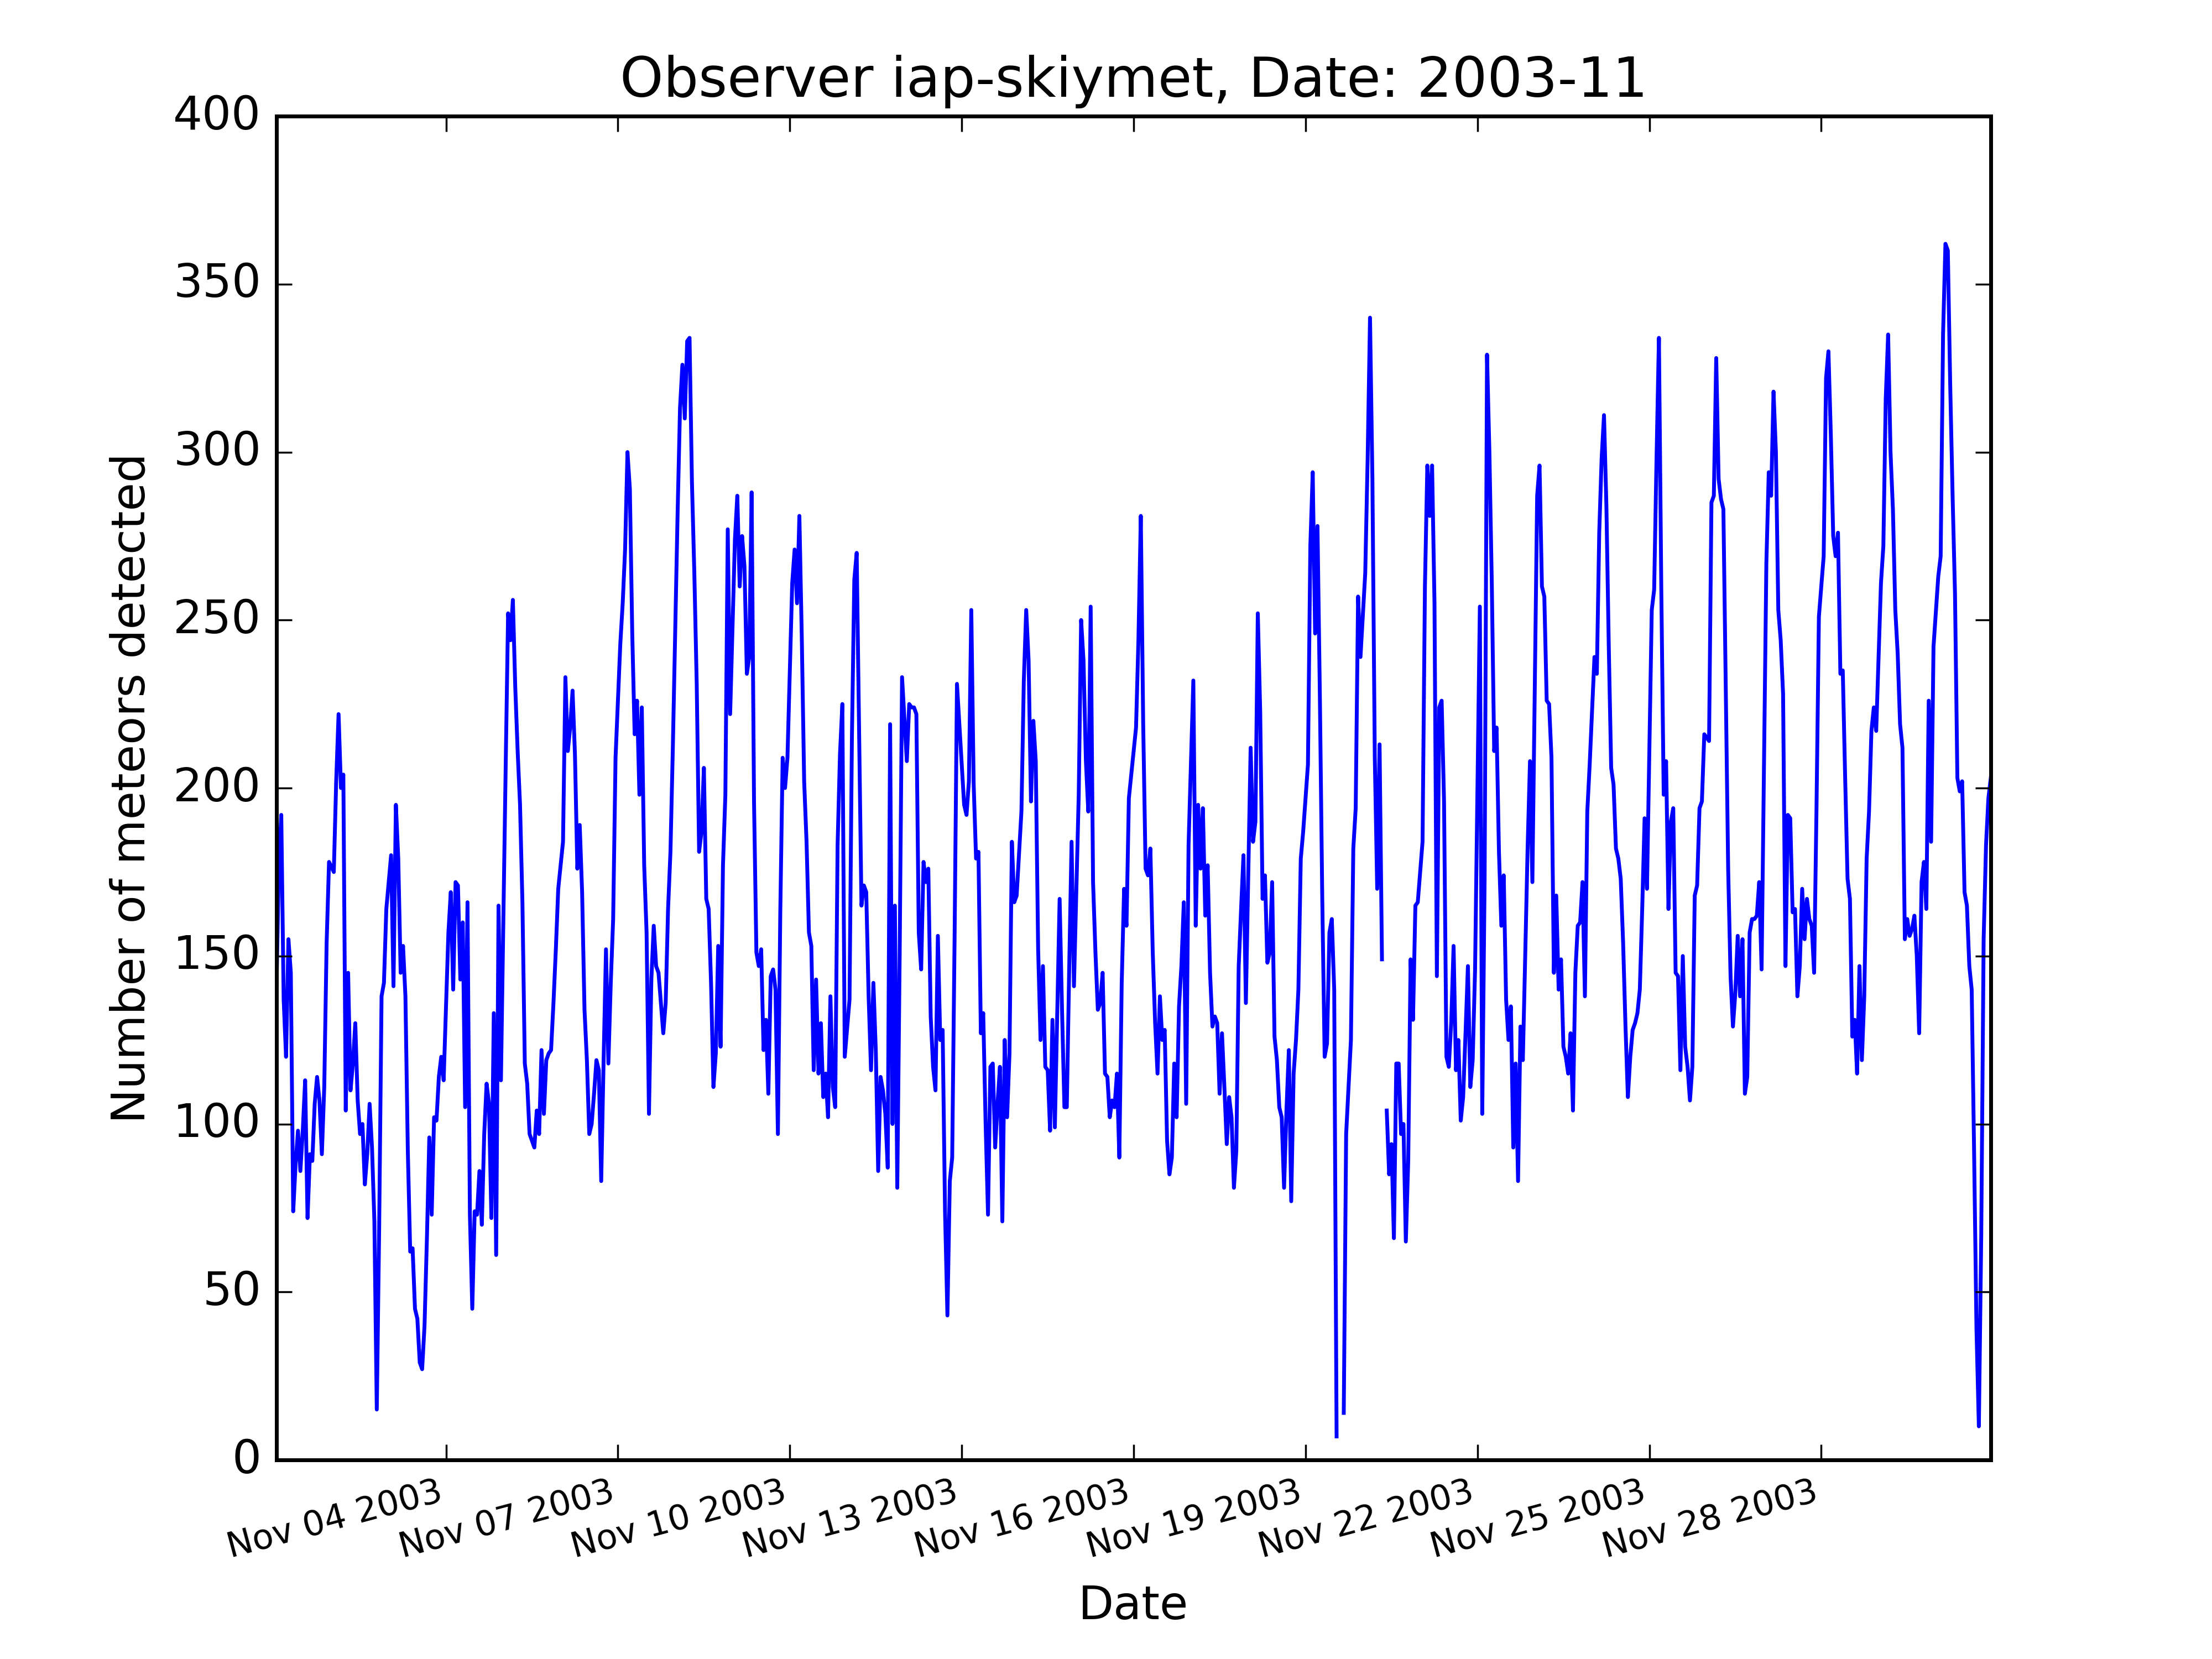 Observer iap-skiymet, Date: 2003-11
400
350
300
250
200
150
100
50
0
Number of meteors detected
Nov 04 2003
Nov 07 2003
Nov 10 2003
Nov 13 2003
Nov 16 2003
Nov 19 2003
Nov 22 2003
Nov 25 2003
Nov 28 2003
Date